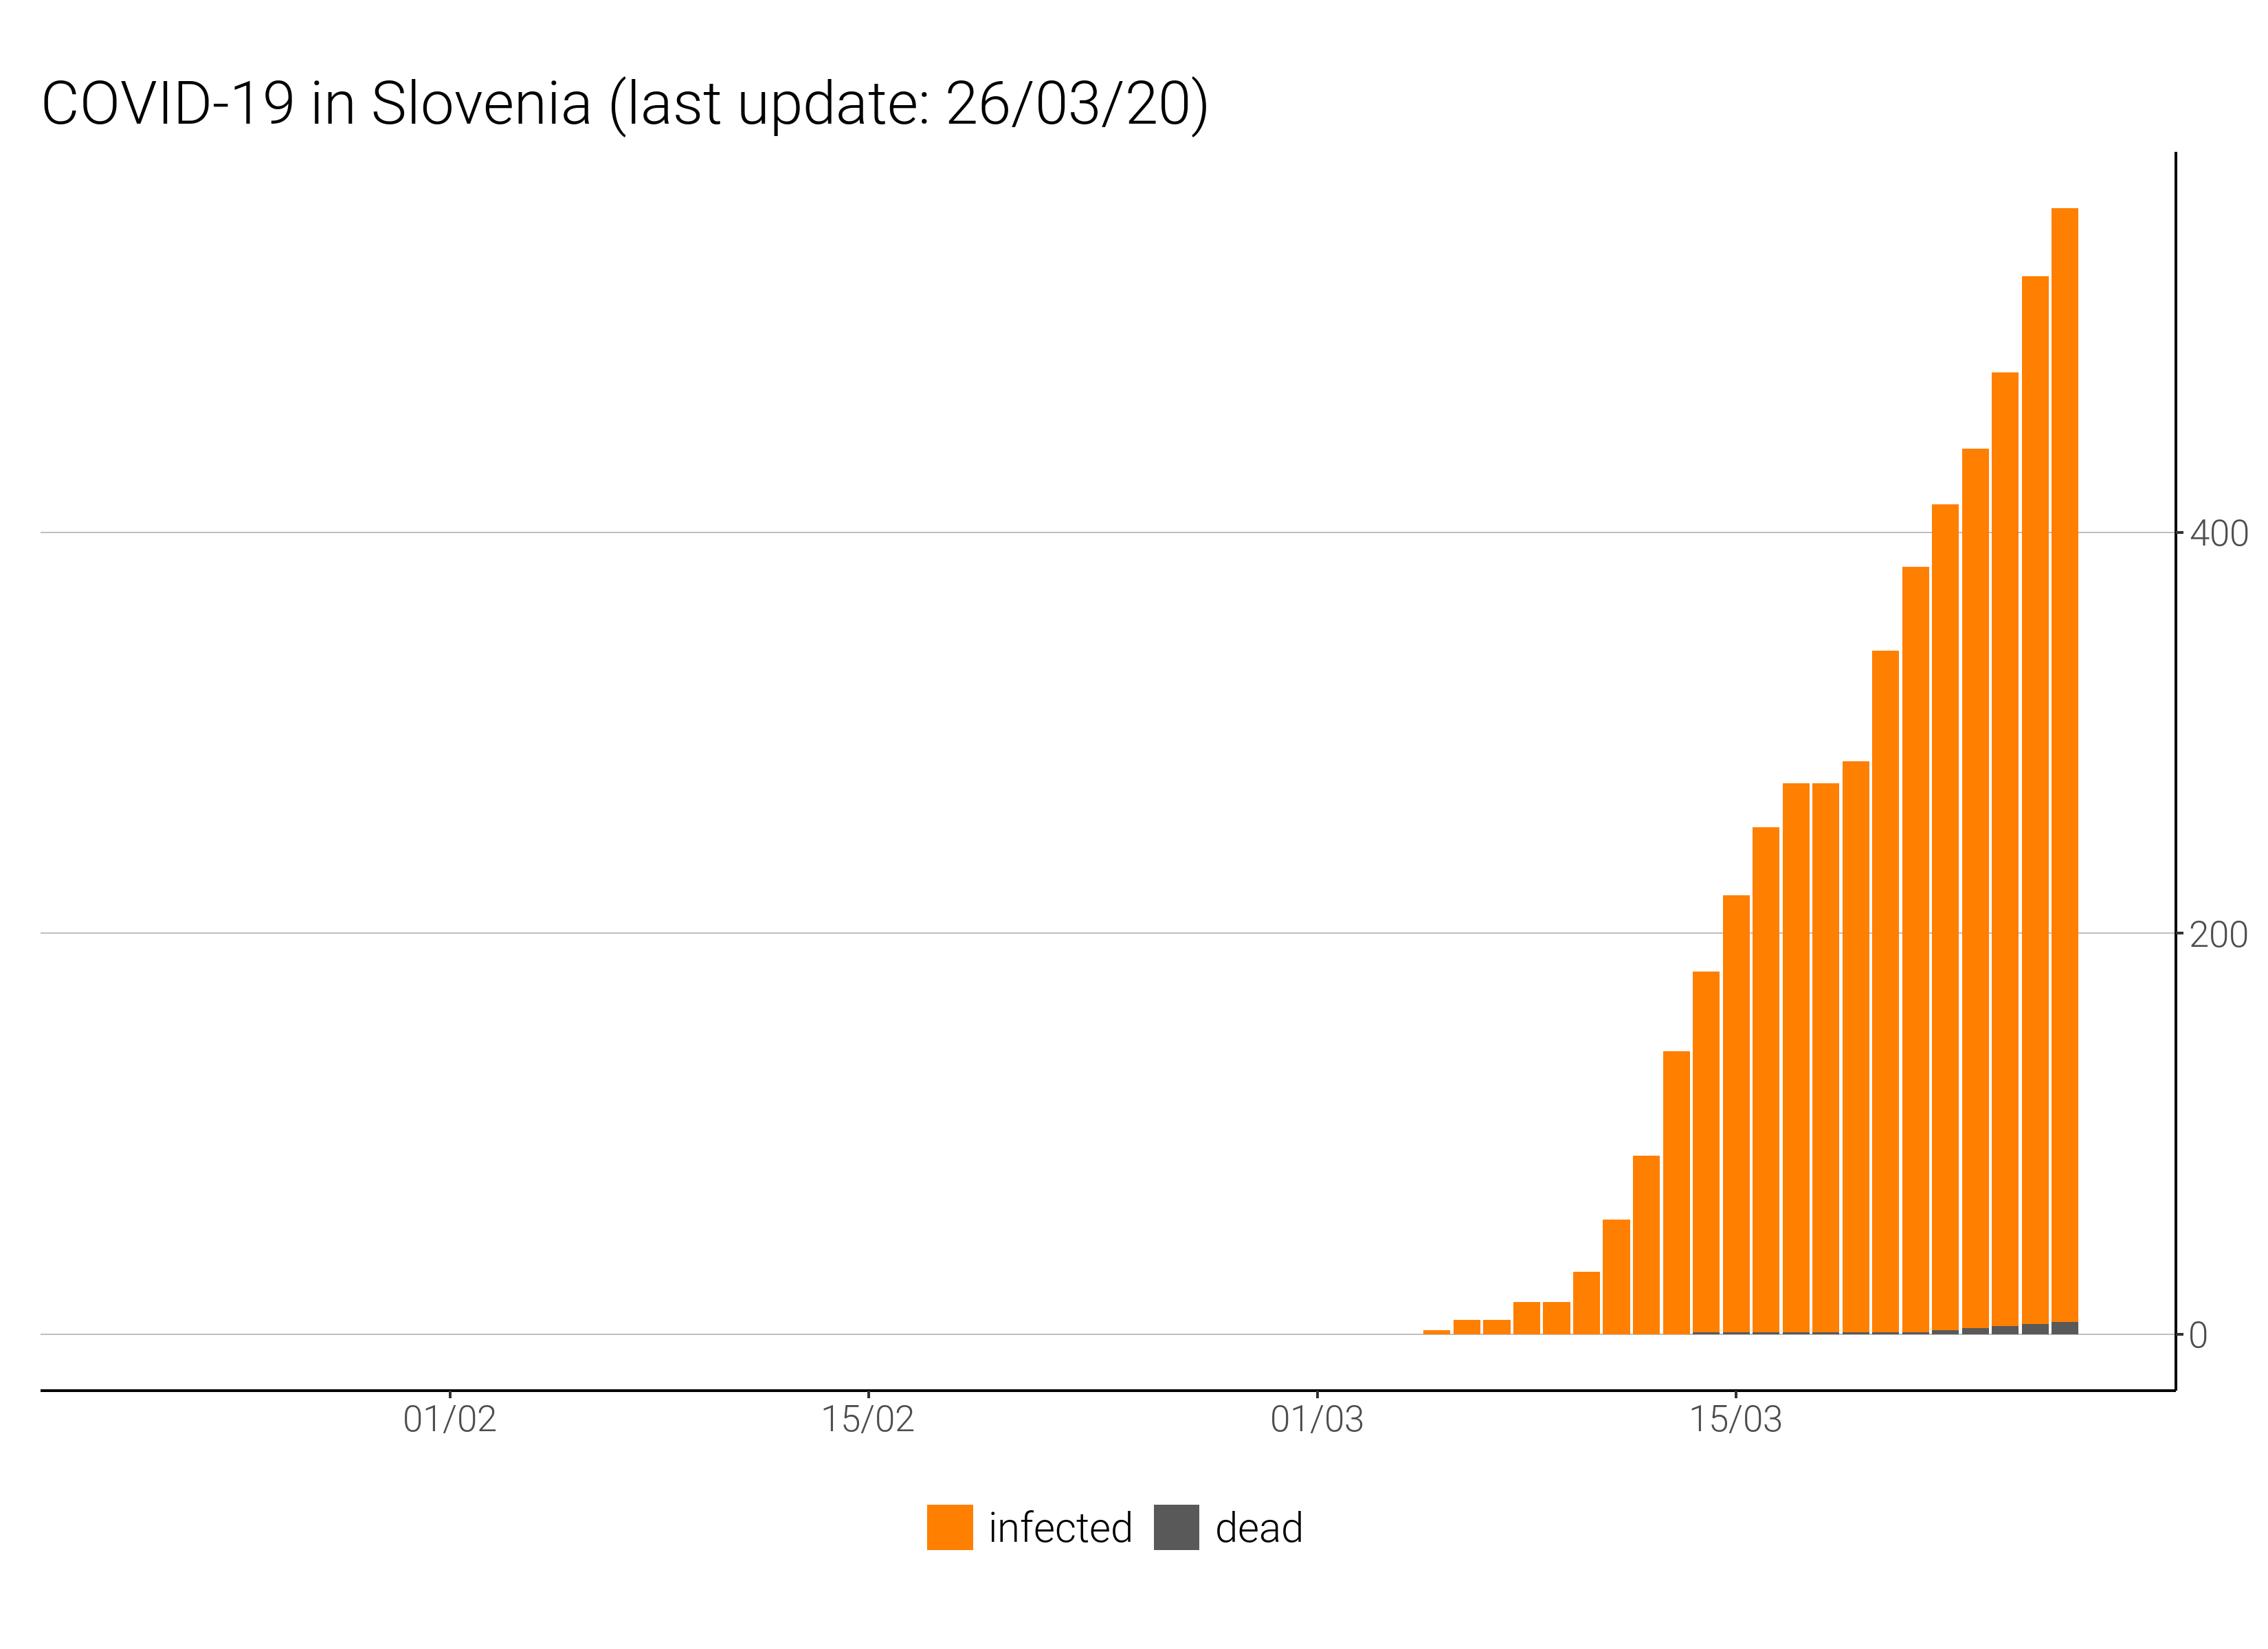 COVID-19 in Slovenia (last update: 26/03/20)
400
200
0
01/02 15/02 01/03 15/03
infected dead